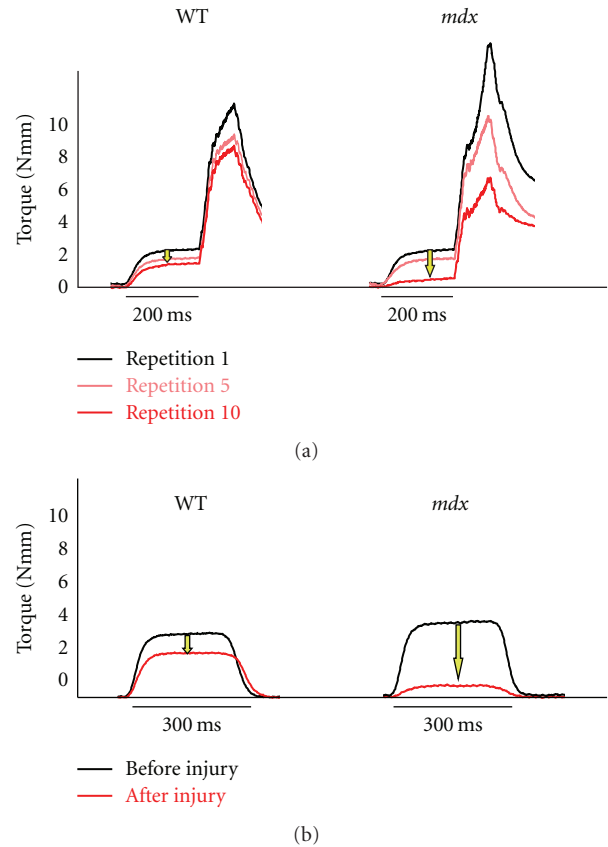 WT
mdx
Torque (Nmm)
10
8
6
4
2
0
200 ms
200 ms
Repetition 1
Repetition 5
Repetition 10
(a)
WT
mdx
Torque (Nmm)
10
8
6
4
2
0
300 ms
300 ms
Before injury
After injury
(b)